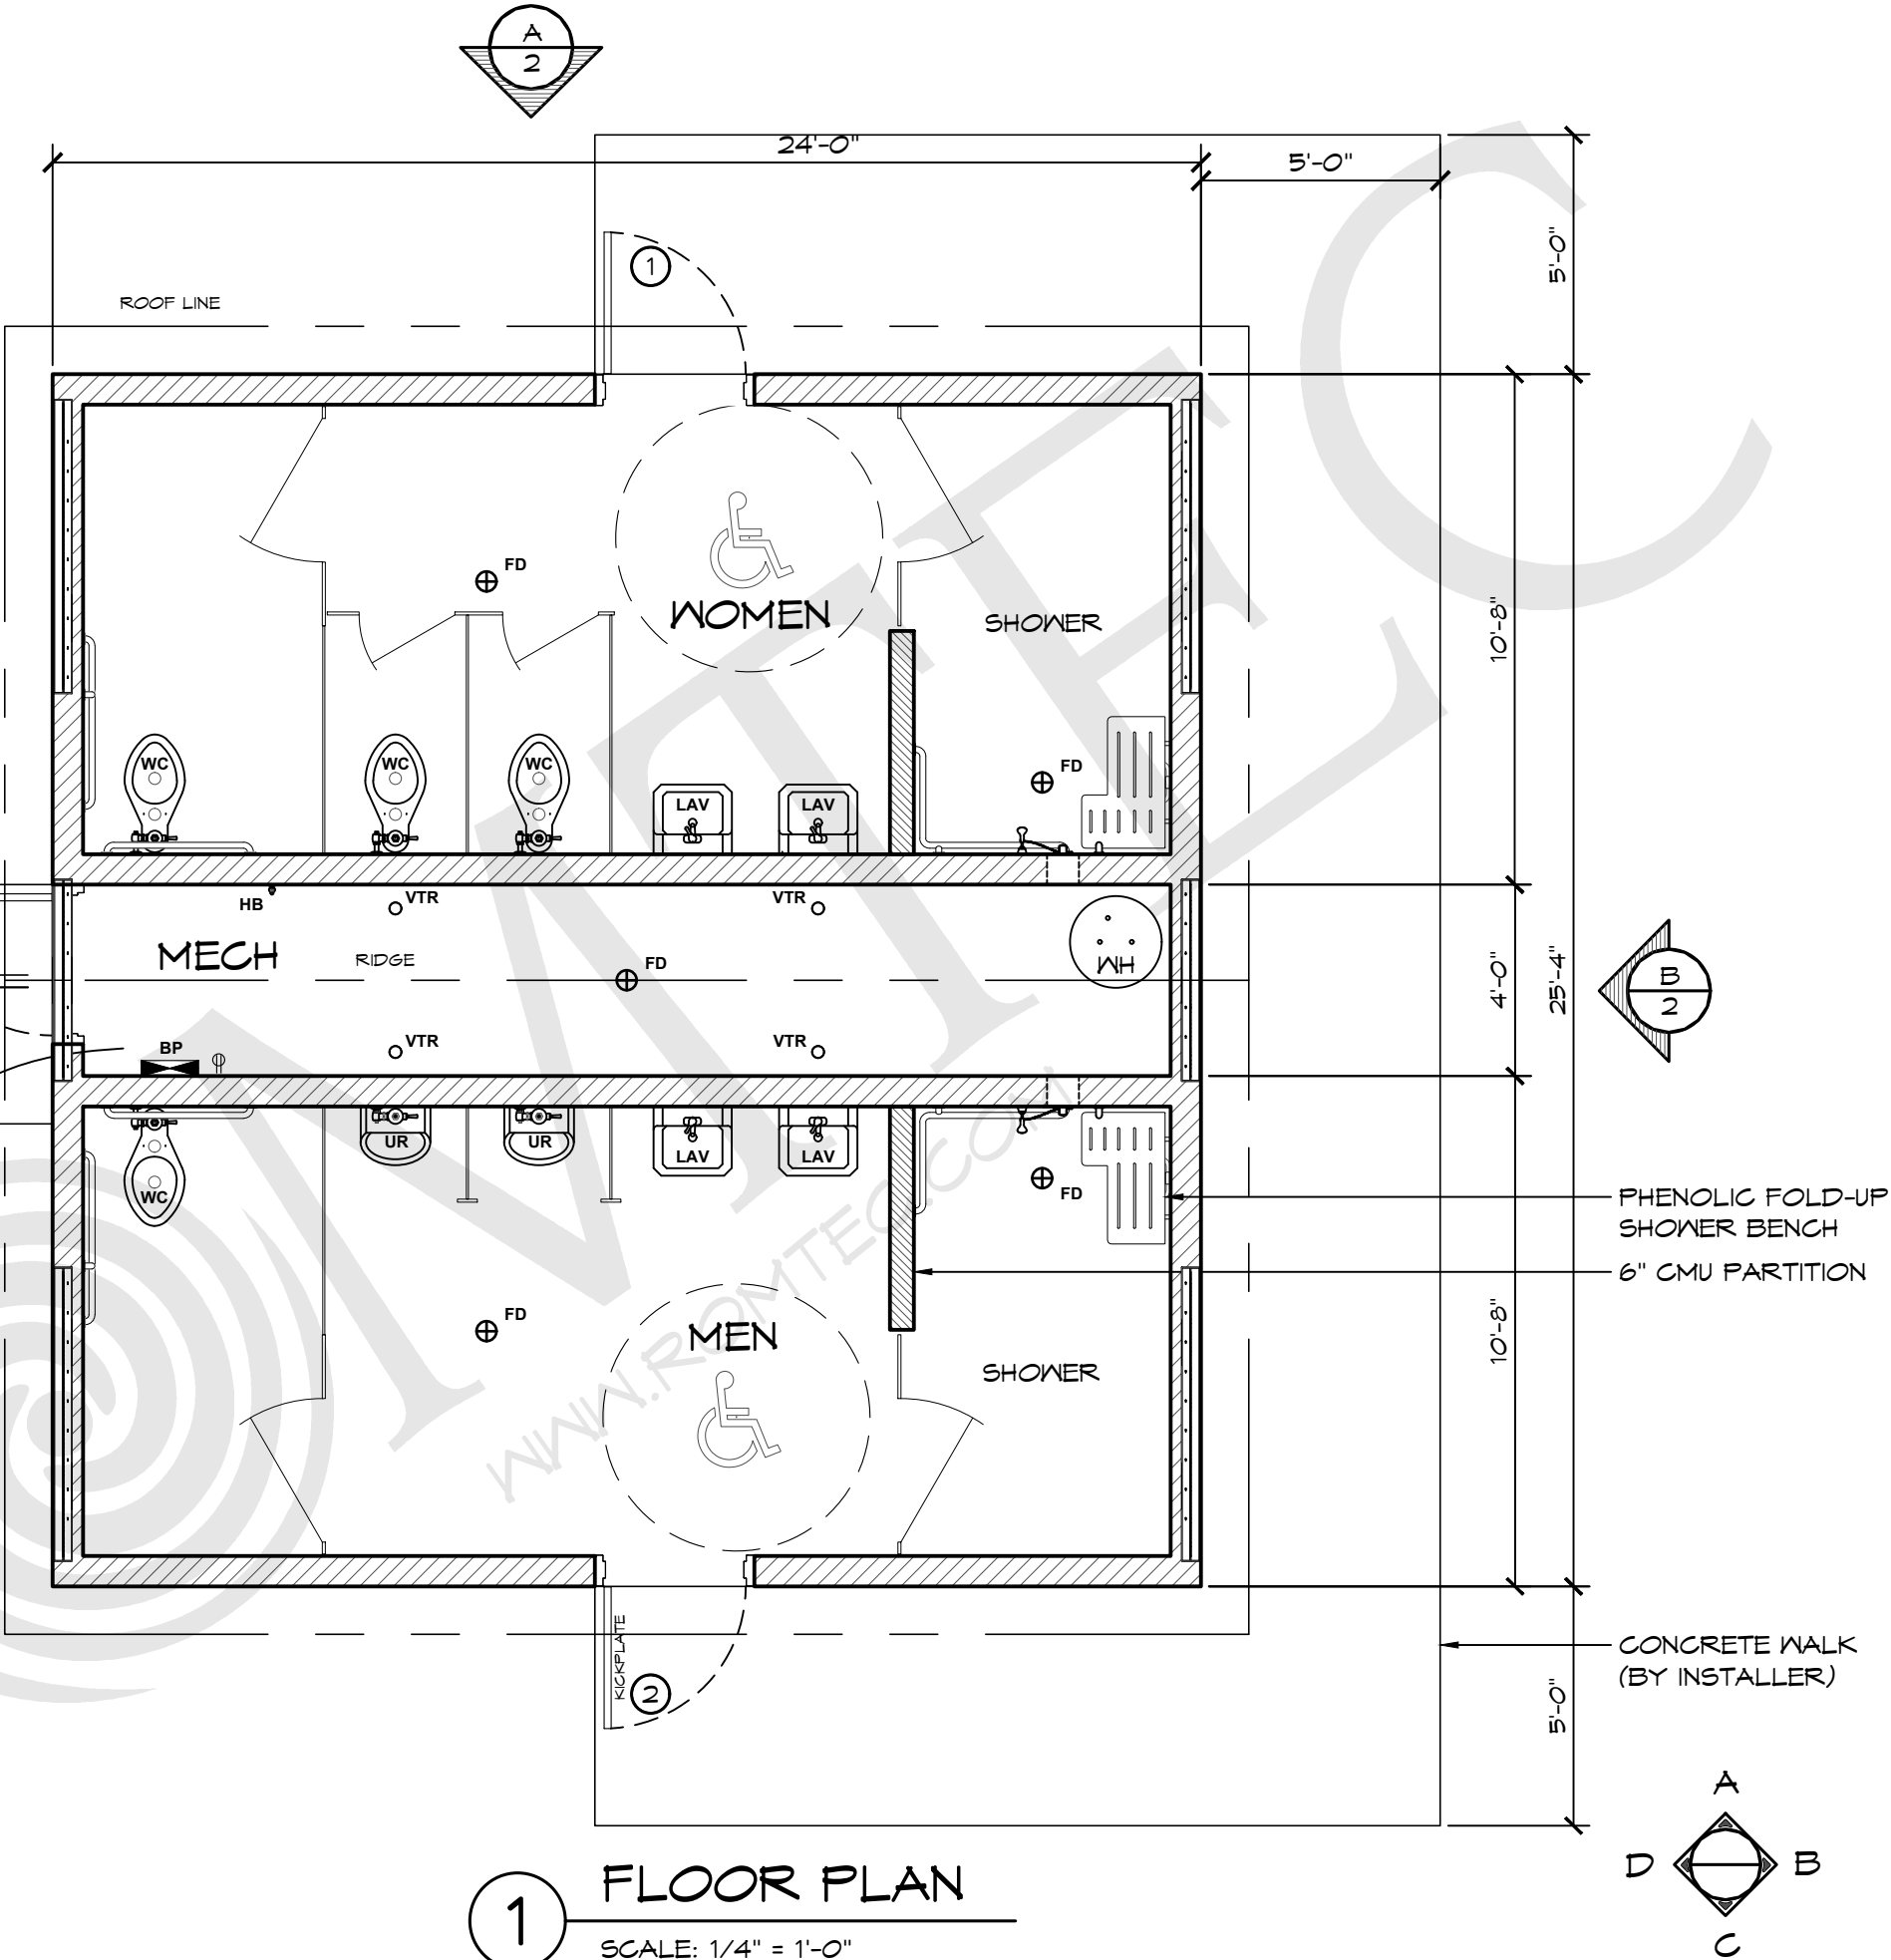 A
2
24'-0"
5'-0"
5'-0"
1
ROOF LINE
FD
WOMEN
SHOWER
10'-8"
WC
WC
WC
LAV
LAV
FD
HB
VTR
VTR
MECH
RIDGE
FD
WH
4'-0"
25'-4"
B
2
BP
VTR
VTR
WC
UR
UR
LAV
LAV
FD
PHENOLIC FOLD-UP
SHOWER BENCH
6" CMU PARTITION
FD
MEN
SHOWER
10'-8"
WWW.ROMTEC.COM
OMTEC
KICKPLATE
2
CONCRETE WALK
(BY INSTALLER)
5'-0"
A
D
B
C
1
FLOOR PLAN
SCALE: 1/4" = 1'-0"